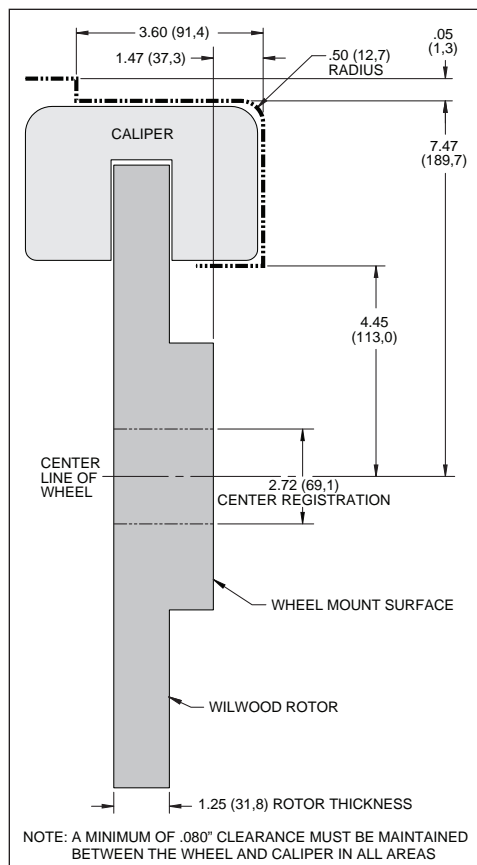 3.60 (91,4)
1.47 (37,3)
.50 (12,7)
RADIUS
.05
(1,3)
CALIPER
7.47
(189,7)
4.45
(113,0)
CENTER
LINE OF
WHEEL
2.72 (69,1)
CENTER REGISTRATION
WHEEL MOUNT SURFACE
WILWOOD ROTOR
1.25 (31,8) ROTOR THICKNESS
NOTE: A MINIMUM OF .080" CLEARANCE MUST BE MAINTAINED
BETWEEN THE WHEEL AND CALIPER IN ALL AREAS